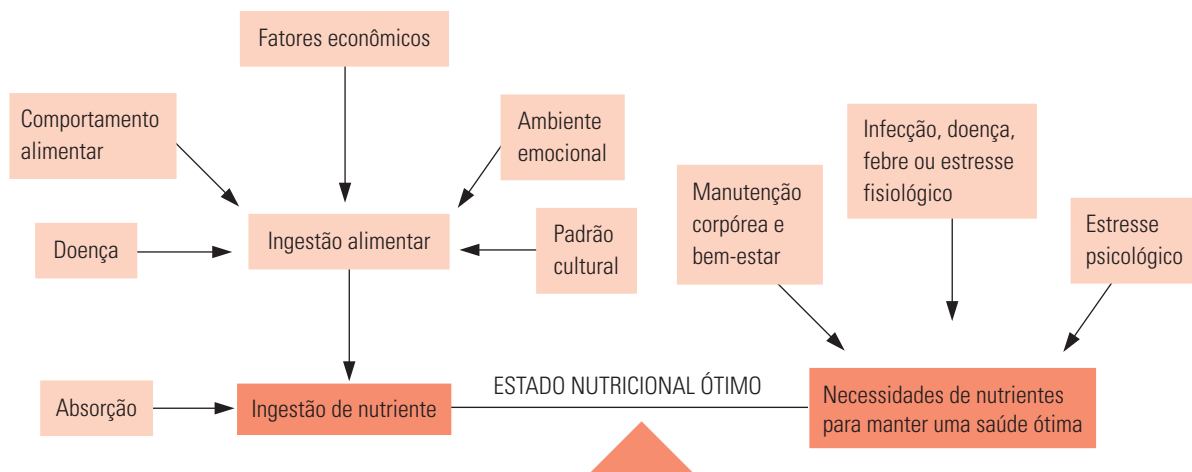 Fatores econômicos
Comportamento
alimentar
Ambiente
emocional
Doença
Ingestão alimentar
Padrão
cultural
Absorção
Ingestão de nutriente
ESTADO NUTRICIONAL ÓTIMO
Manutenção
corpórea e
bem-estar
Infecção, doença,
febre ou estresse
fisiológico
Estresse
psicológico
Necessidades de nutrientes
para manter uma saúde ótima